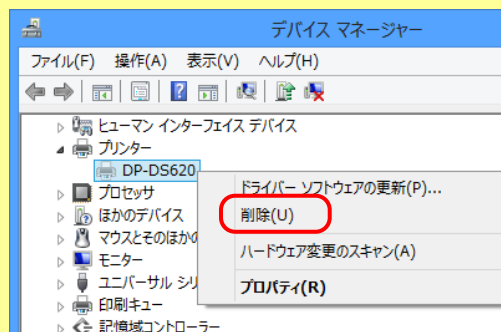 デバイス マネージャー
ファイル(F) 操作(A) 表示(V) ヘルプ(H)
ヒューマン インターフェイス デバイス
プリンター
DP-DS620
プロセッサ
ほかのデバイス
マウスとそのほか
モニター
ユニバーサル シリ
印刷キュー
記憶域コントローラー
ドライバー ソフトウェアの更新(P)...
削除(U)
ハードウェア変更のスキャン(A)
プロパティ(R)